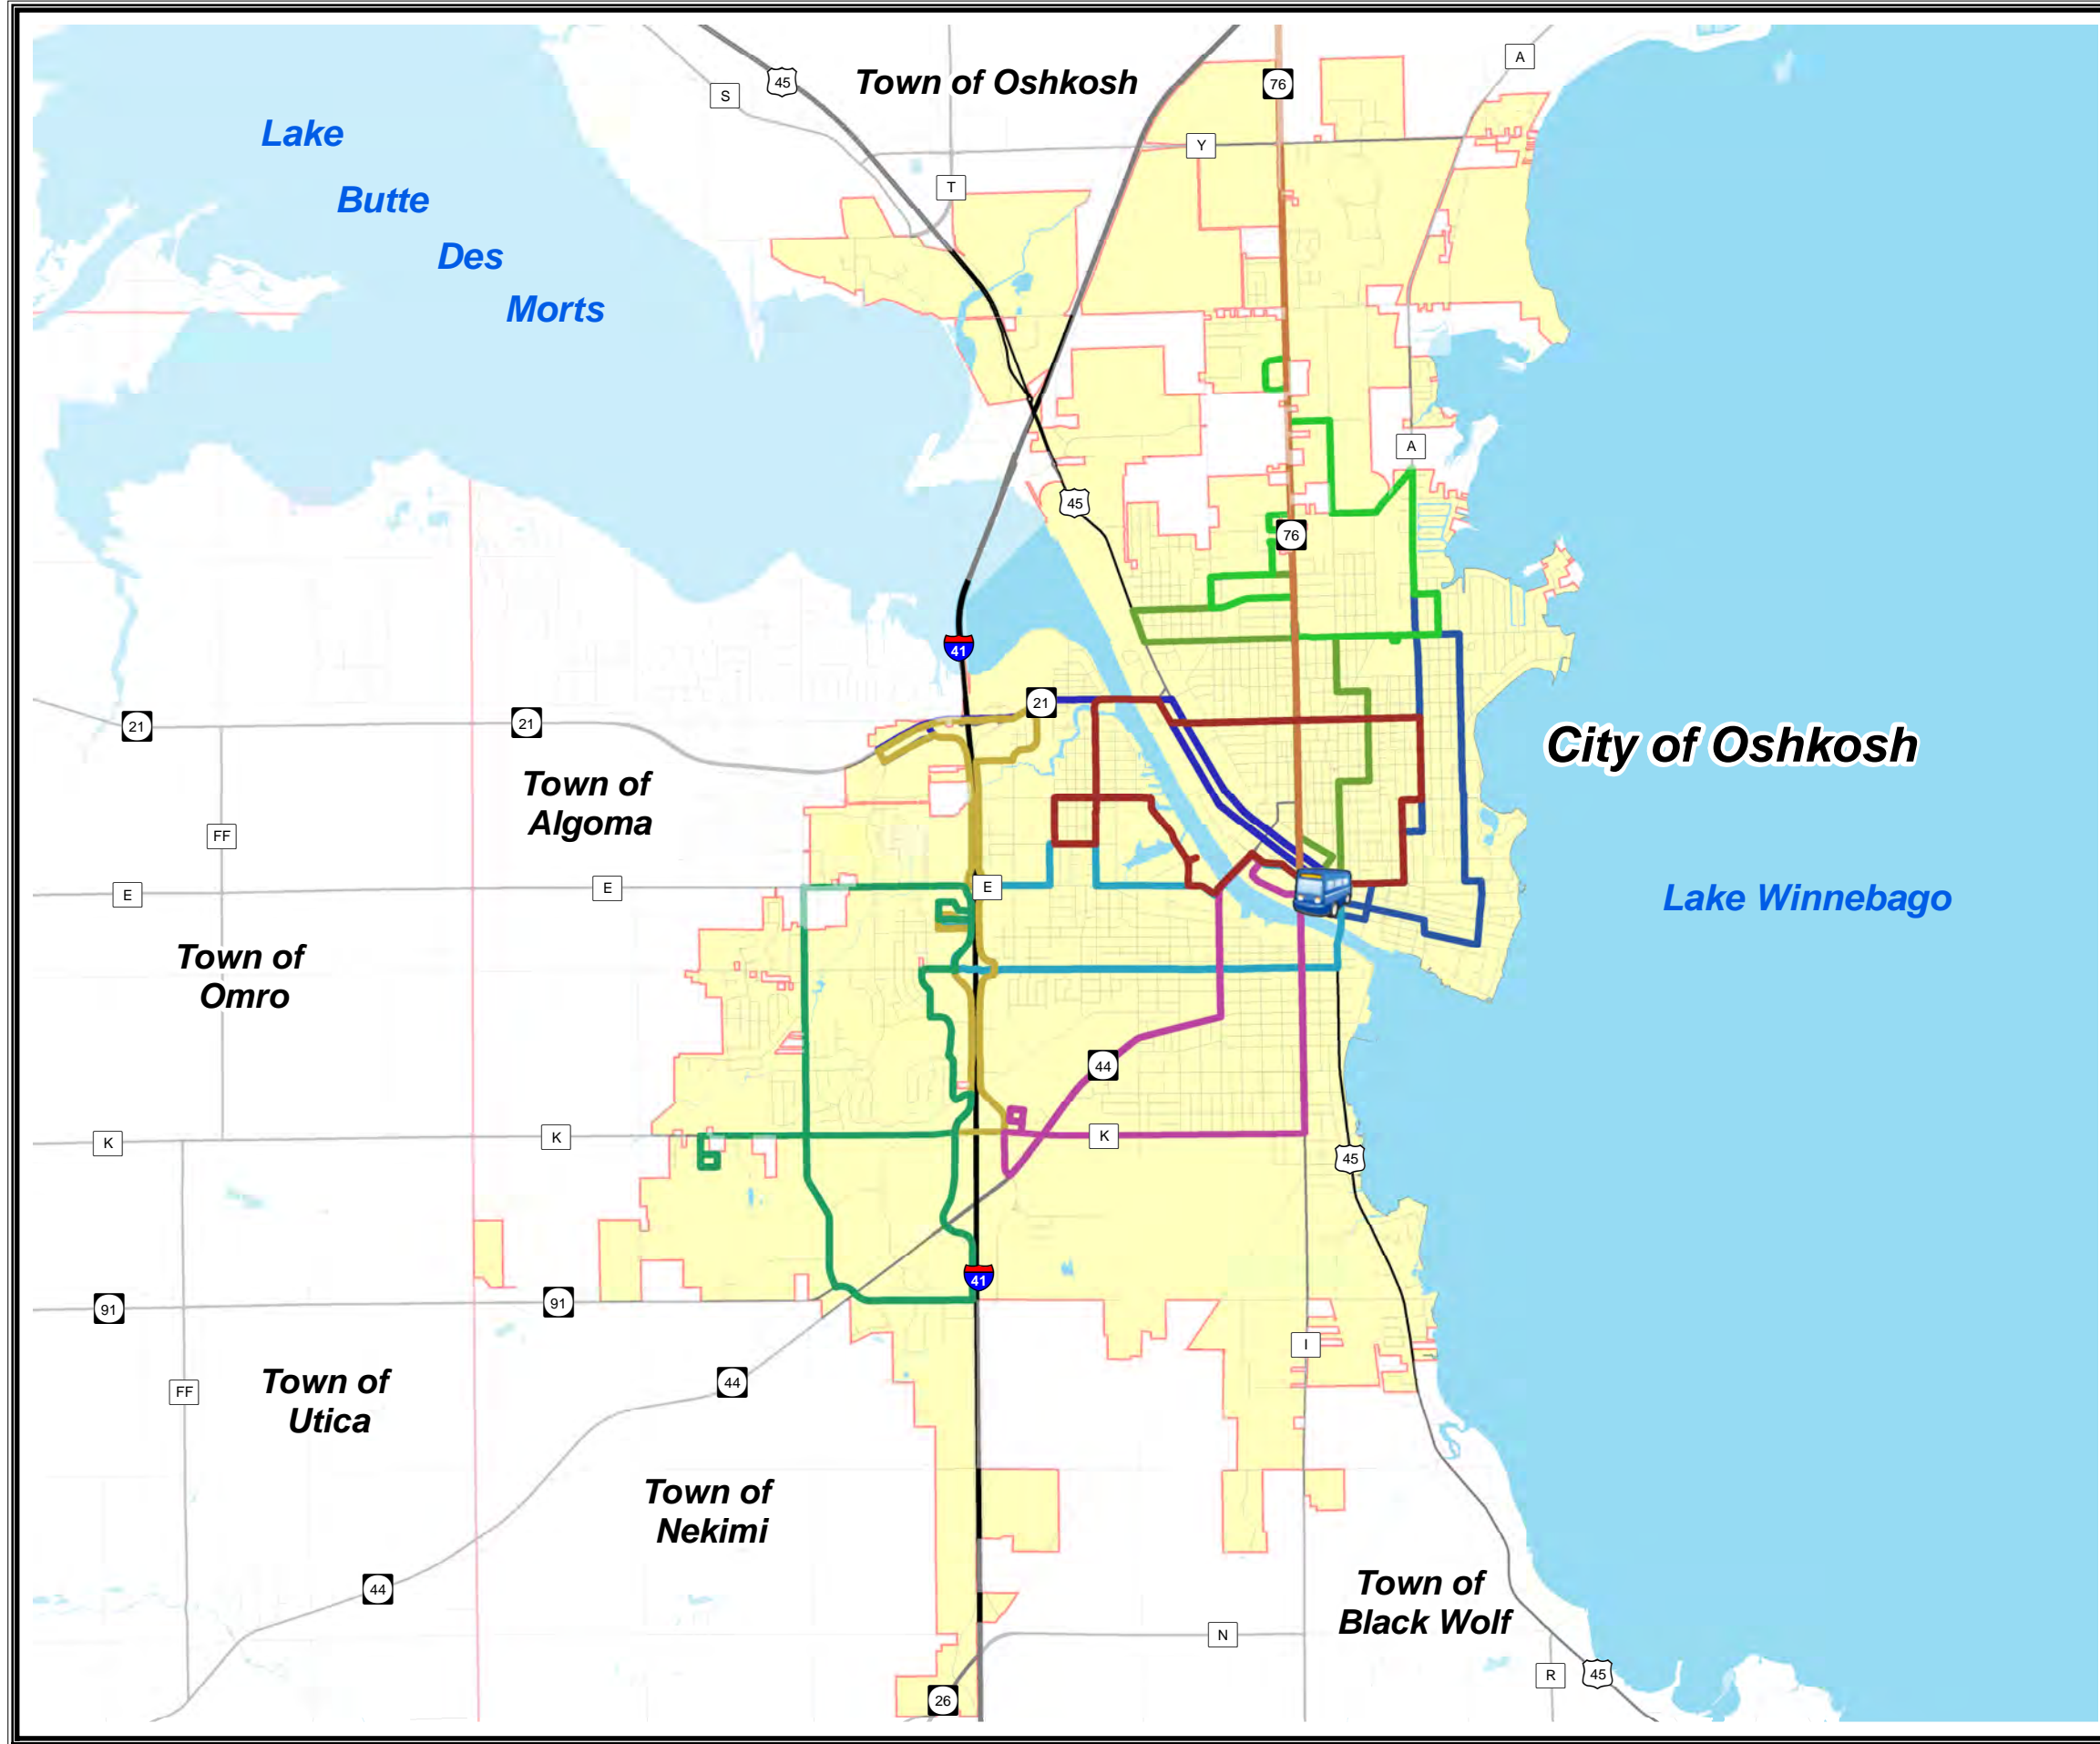 A
45
Town of Oshkosh
76
S
Lake
Y
T
Butte
Des
Morts
A
45
76
41
21
21
21
City of Oshkosh
Town of
Algoma
FF
E
E
E
Lake Winnebago
Town of
Omro
44
K
K
K
45
41
91
91
I
Town of
Utica
44
FF
Town of
Nekimi
44
Town of
Black Wolf
N
R
45
26